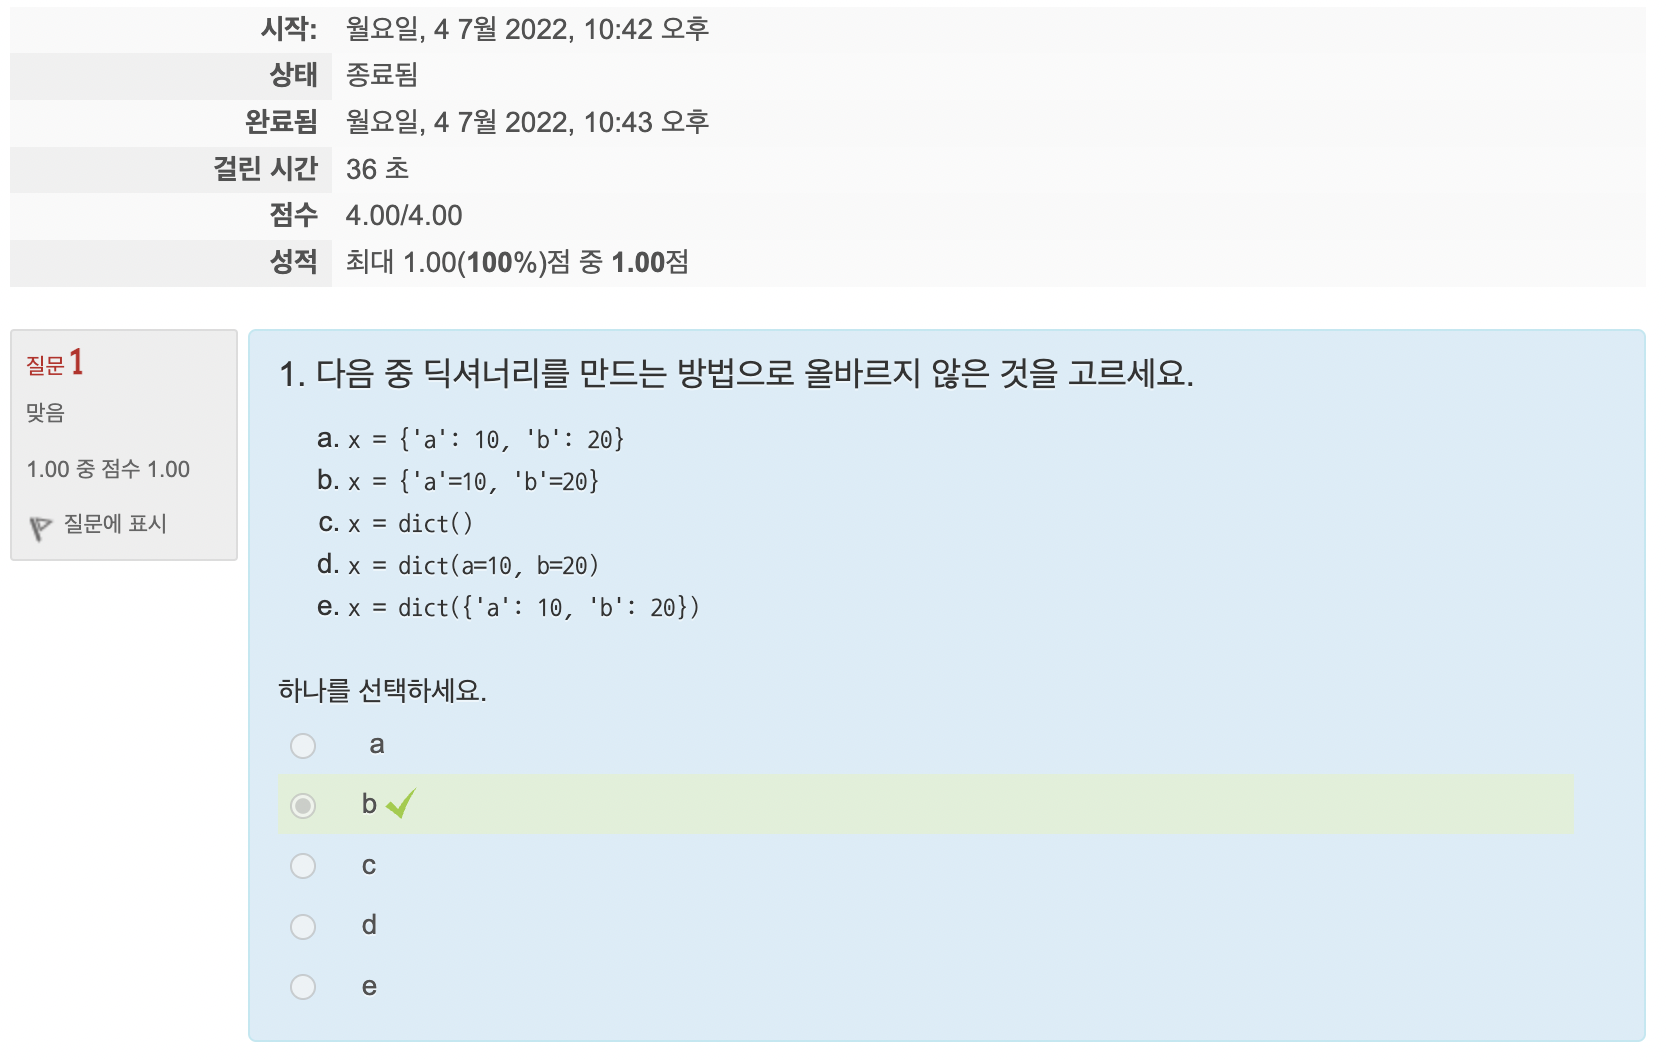 시작: 월요일, 4 7월 2022, 10:42 오후
상태 종료됨
완료됨 월요일, 4 7월 2022, 10:43 오후
걸린 시간 36 초
점수 4.00/4.00
성적 최대 1.00(100%)점 중 1.00점
질문 1
맞음
1.00 중 점수 1.00
질문에 표시
1. 다음 중 딕셔너리를 만드는 방법으로 올바르지 않은 것을 고르세요.
a. x = {'a': 10, 'b': 20}
b. x = {'a'=10, 'b'=20}
c. x = dict()
d. x = dict(a=10, b=20)
e. x = dict({'a': 10, 'b': 20})
하나를 선택하세요.
a
b
c
d
e